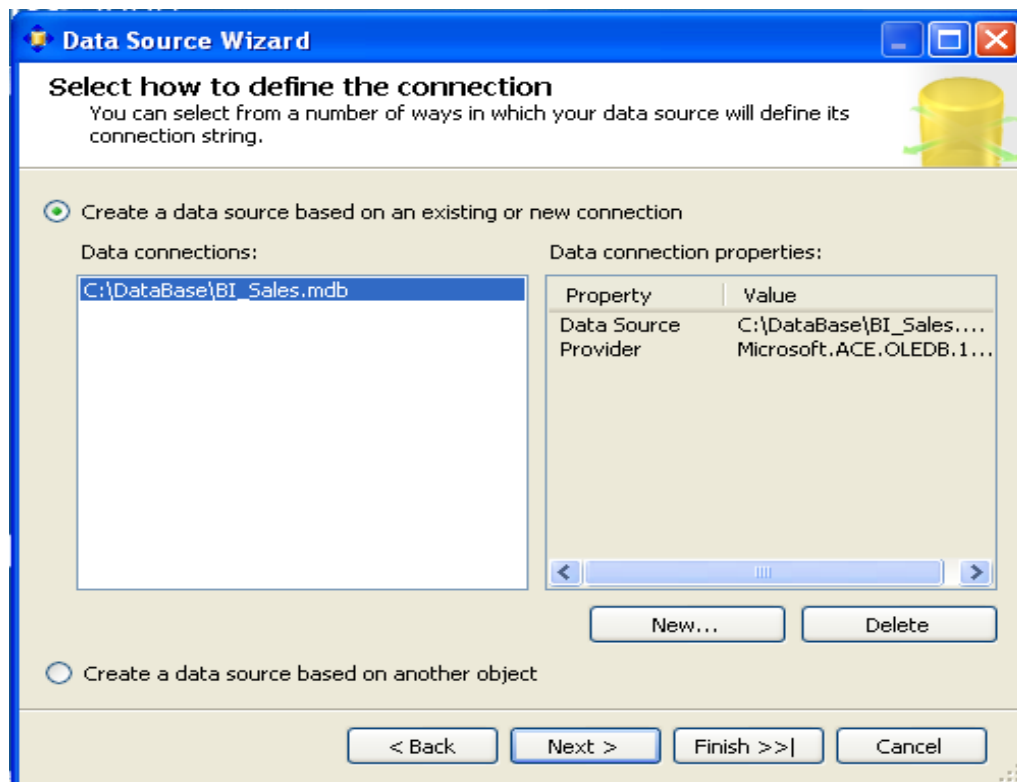 Data Source Wizard
Select how to define the connection
You can select from a number of ways in which your data source will define its
connection string.
Create a data source based on an existing or new connection
Data connections:
Data connection properties:
C:\DataBase\BI_Sales.mdb
Property Value
Data Source C:\DataBase\BI_Sales....
Provider Microsoft.ACE.OLEDB.1...
New... Delete
Create a data source based on another object
< Back Next > Finish >>| Cancel